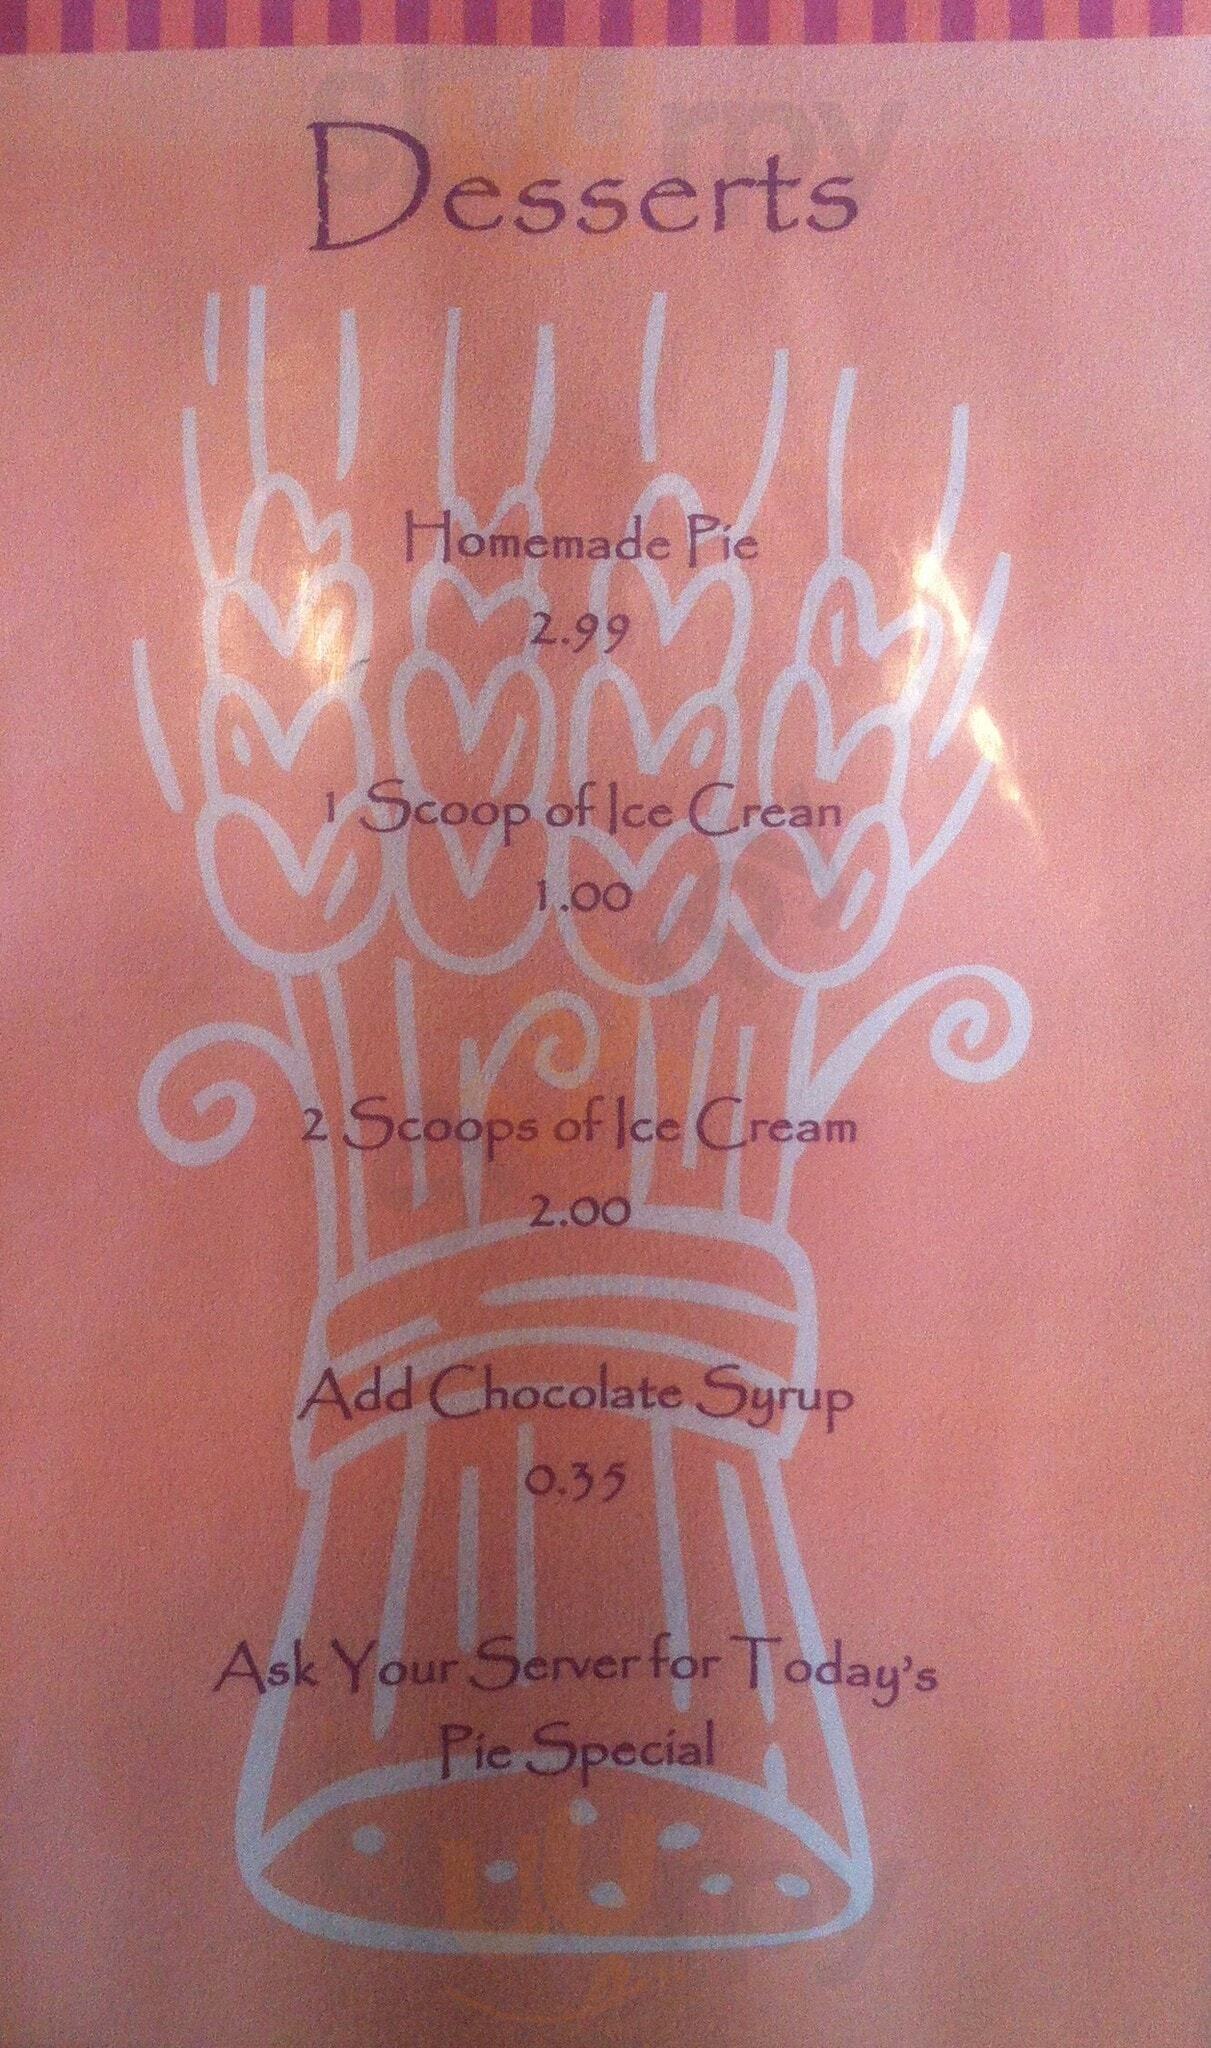 Desserts
Homemade Pie
2.99
1 Scoop of Ice Crean
1.00
2 Scoops of Ice Cream
2.00
Add Chocolate Syrup
0.35
Ask Your Server for Today's
Pie Special